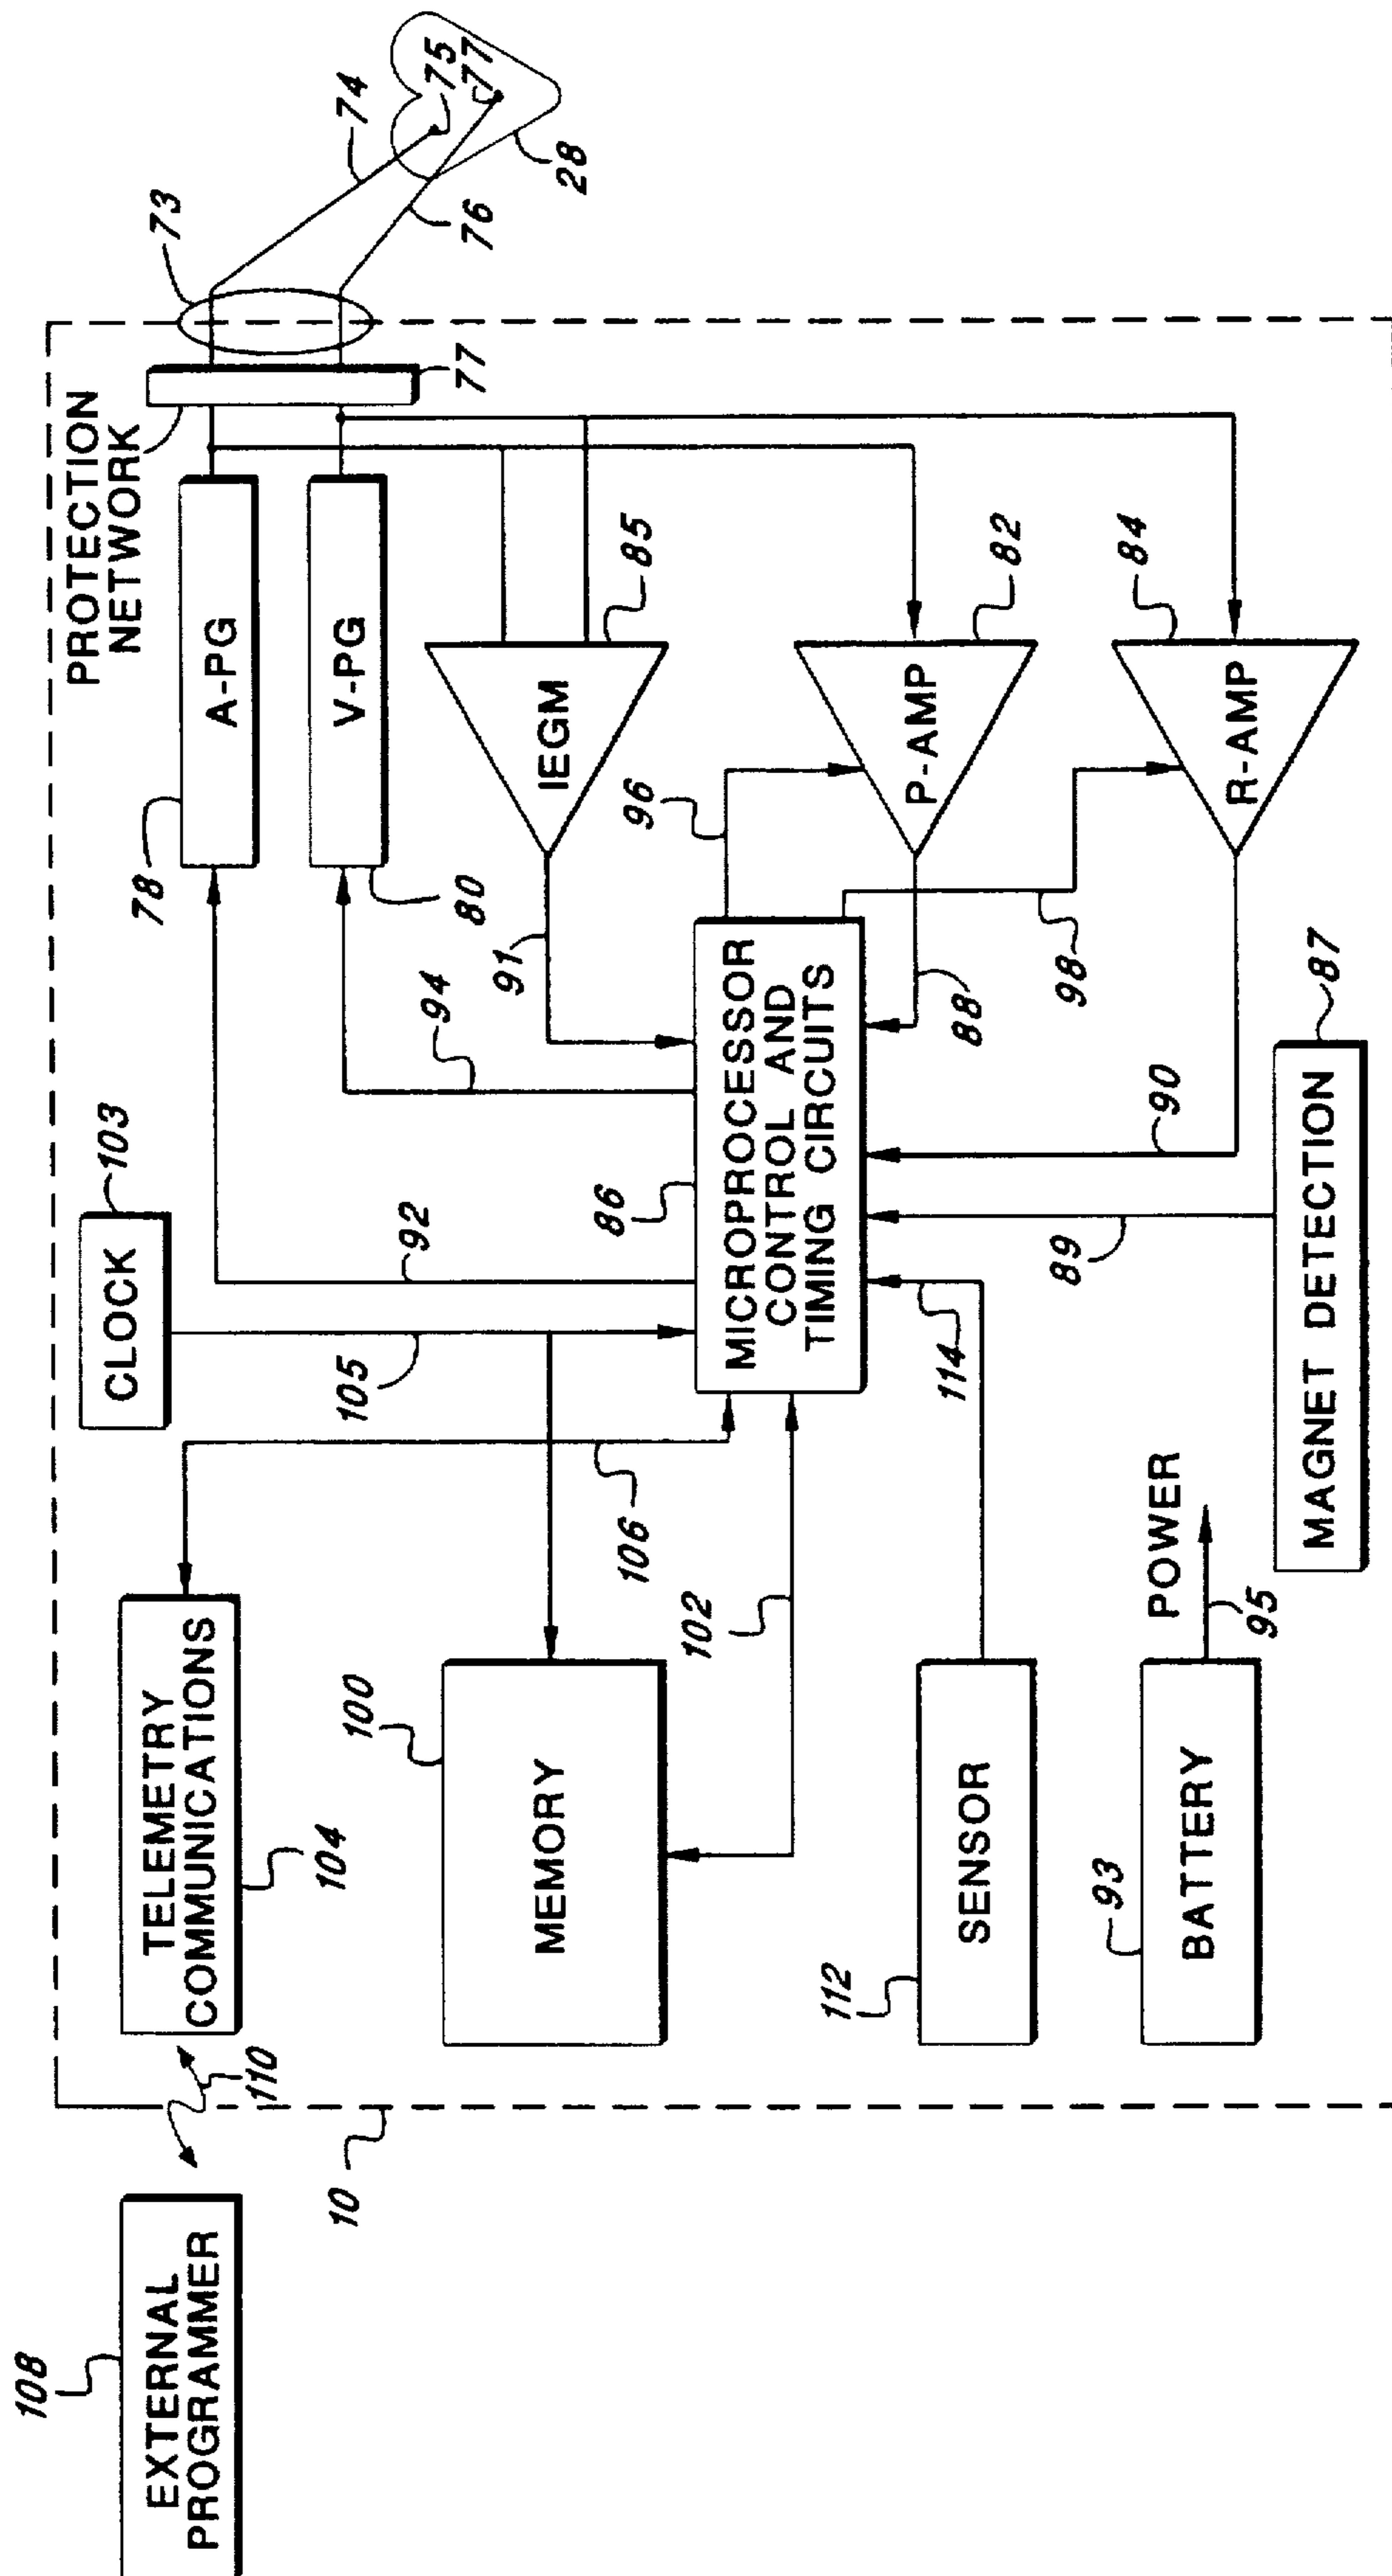 108
EXTERNAL
PROGRAMMER
110
10
TELEMETRY
COMMUNICATIONS
104
106
CLOCK
103
105
92
94
91
78
A-PG
V-PG
80
PROTECTION
NETWORK
77
73
74
76
75
77
28
100
MEMORY
102
86
MICROPROCESSOR
CONTROL AND
TIMING CIRCUITS
IEGM
85
96
P-AMP
82
88
98
R-AMP
84
90
112
SENSOR
114
89
93
BATTERY
POWER
95
MAGNET DETECTION
87